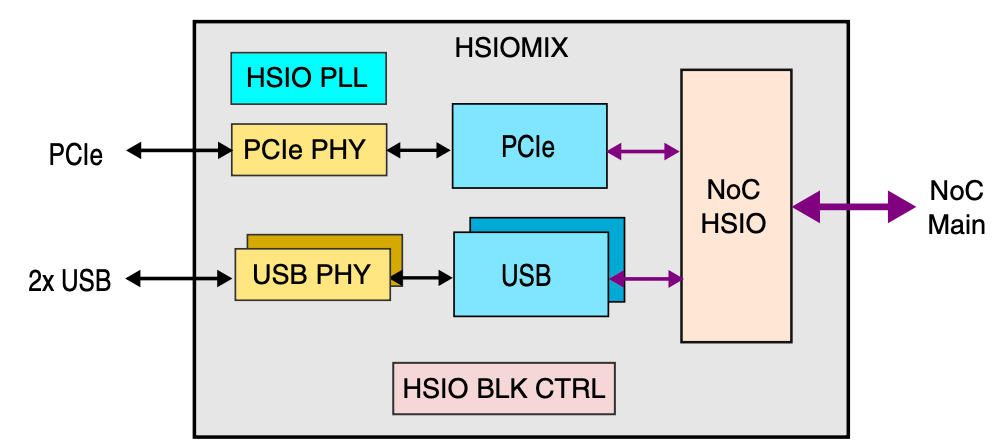 HSIOMIX
HSIO PLL
PCIe
PCIe PHY
PCIe
NoC
HSIO
NoC
Main
2x USB
USB PHY
USB
HSIO BLK CTRL